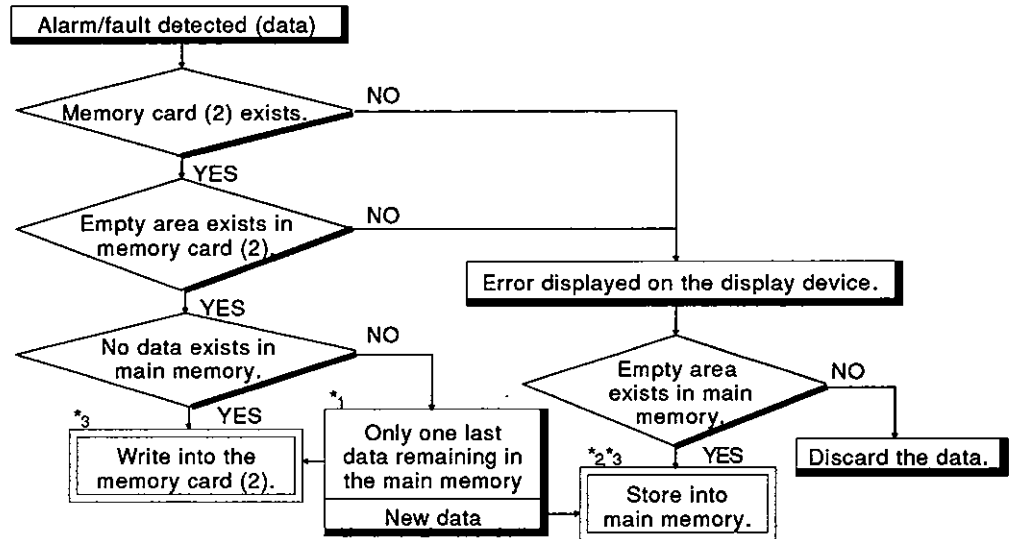 Alarm/fault detected (data)
NO
Memory card (2) exists.
YES
NO
Empty area exists in
memory card (2).
Error displayed on the display device.
YES
NO
No data exists in
main memory.
Empty area
exists in main
memory.
NO
*3
YES
*1
Only one last
data remaining in
the main memory
Write into the
memory card (2).
*2*3
YES
Discard the data.
Store into
main memory.
New data